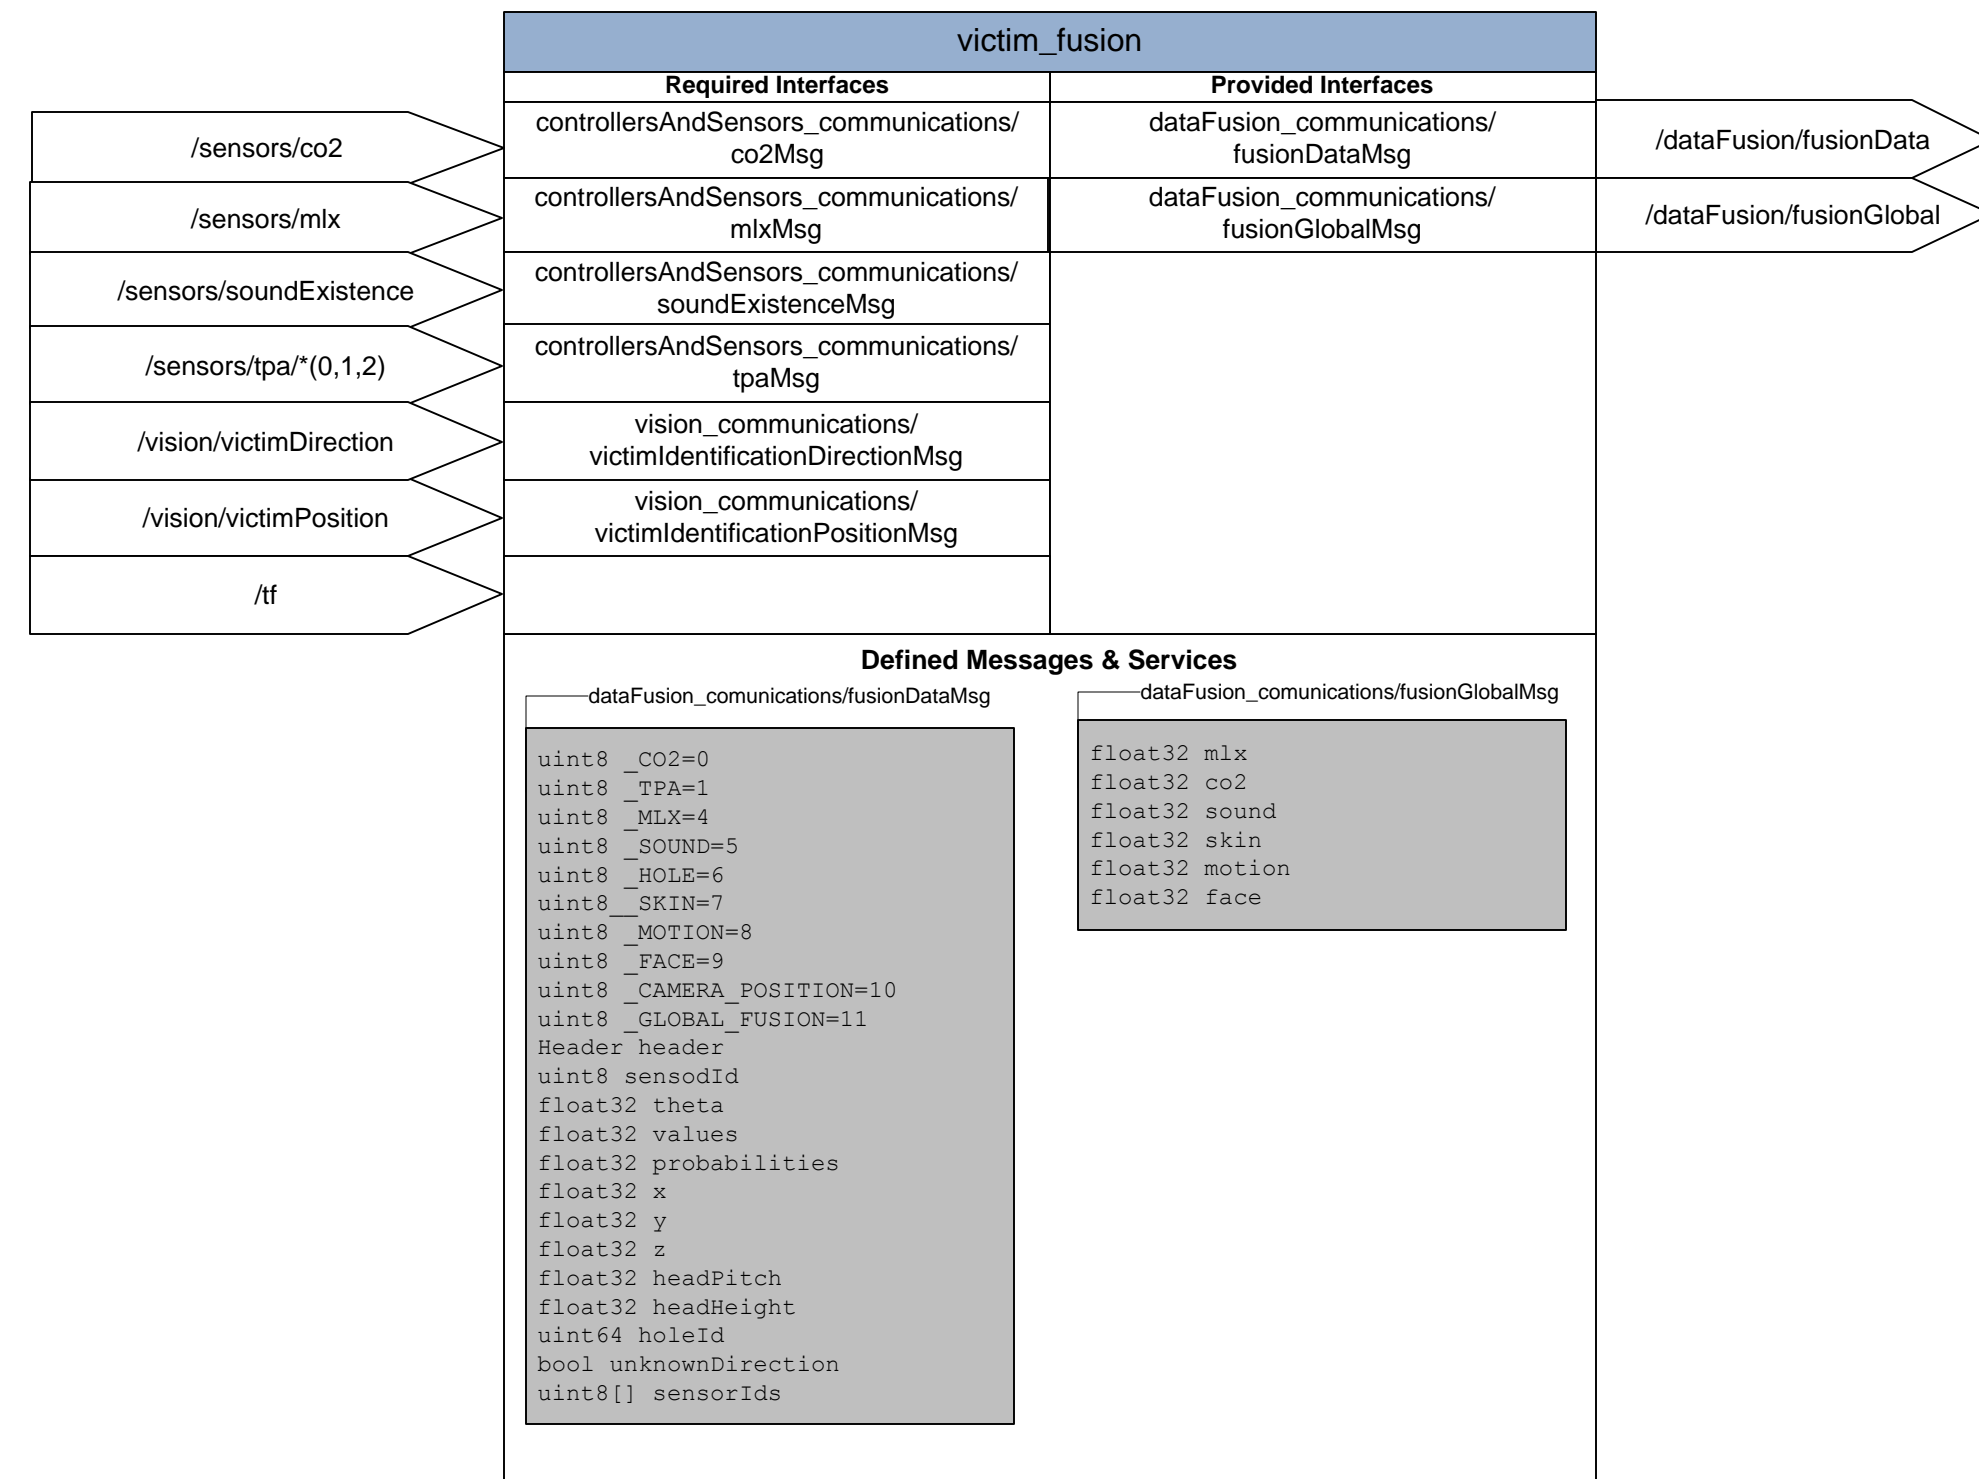 victim_fusion
Required Interfaces
Provided Interfaces
/sensors/co2
controllersAndSensors_communications/
co2Msg
dataFusion_communications/
fusionDataMsg
/dataFusion/fusionData
/sensors/mlx
controllersAndSensors_communications/
mlxMsg
dataFusion_communications/
fusionGlobalMsg
/dataFusion/fusionGlobal
/sensors/soundExistence
controllersAndSensors_communications/
soundExistenceMsg
/sensors/tpa/*(0,1,2)
controllersAndSensors_communications/
tpaMsg
/vision/victimDirection
vision_communications/
victimIdentificationDirectionMsg
/vision/victimPosition
vision_communications/
victimIdentificationPositionMsg
/tf
Defined Messages & Services
dataFusion_comunications/fusionDataMsg
uint8 _CO2=0
uint8 _TPA=1
uint8 _MLX=4
uint8 _SOUND=5
uint8 _HOLE=6
uint8__SKIN=7
uint8 _MOTION=8
uint8 _FACE=9
uint8 _CAMERA_POSITION=10
uint8 _GLOBAL_FUSION=11
Header header
uint8 sensodId
float32 theta
float32 values
float32 probabilities
float32 x
float32 y
float32 z
float32 headPitch
float32 headHeight
uint64 holeId
bool unknownDirection
uint8[] sensorIds
dataFusion_comunications/fusionGlobalMsg
float32 mlx
float32 co2
float32 sound
float32 skin
float32 motion
float32 face